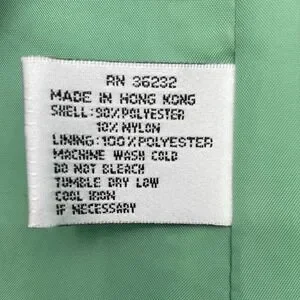 RN 36232
MADE IN HONG KONG
SHELL: 90% POLYESTER
10% NYLON
LINING: 100% POLYESTER
MACHINE WASH COLD
DO NOT BLEACH
TUMBLE DRY LOW
COOL IRON
IF NECESSARY